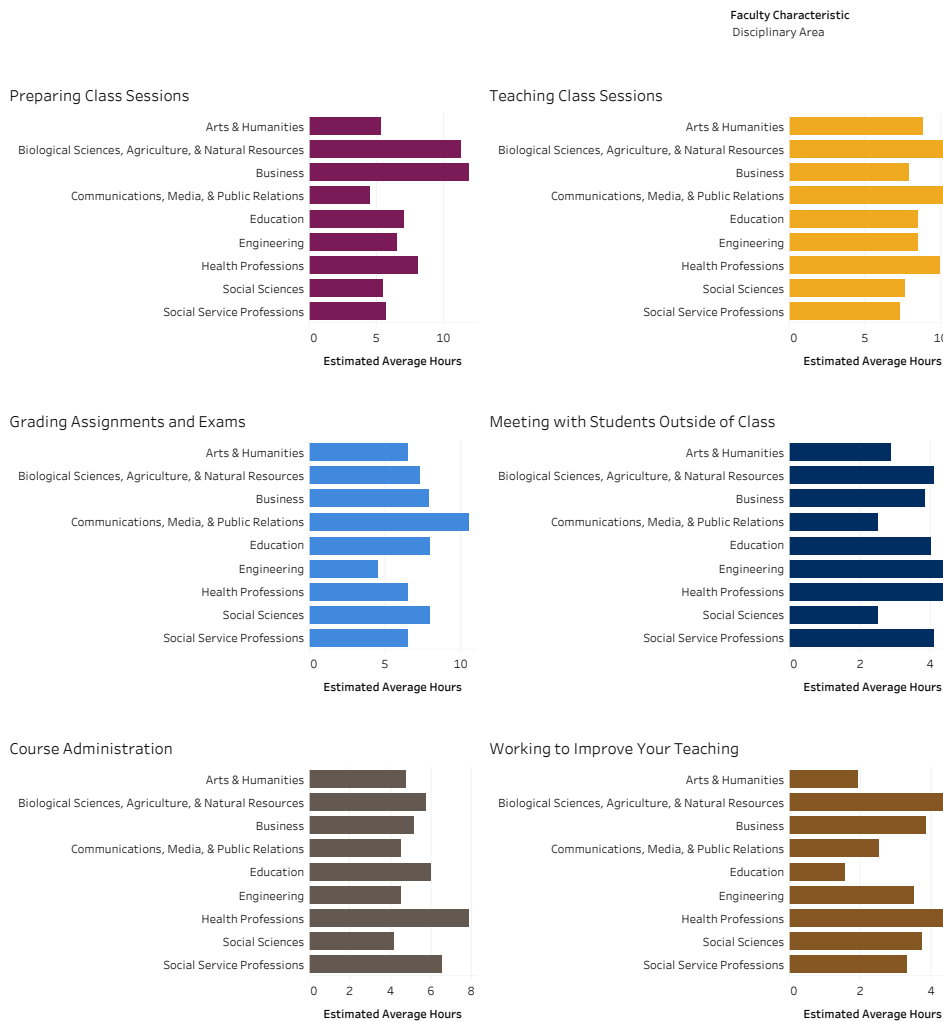 Faculty Characteristic
Disciplinary Area
Preparing Class Sessions
Arts & Humanities
Biological Sciences, Agriculture, & Natural Resources
Business
Communications, Media, & Public Relations
Education
Engineering
Health Professions
Social Sciences
Social Service Professions
0 5 10
Estimated Average Hours
Teaching Class Sessions
Arts & Humanities
Biological Sciences, Agriculture, & Natural Resources
Business
Communications, Media, & Public Relations
Education
Engineering
Health Professions
Social Sciences
Social Service Professions
0 5 10
Estimated Average Hours
Grading Assignments and Exams
Arts & Humanities
Biological Sciences, Agriculture, & Natural Resources
Business
Communications, Media, & Public Relations
Education
Engineering
Health Professions
Social Sciences
Social Service Professions
0 5 10
Estimated Average Hours
Meeting with Students Outside of Class
Arts & Humanities
Biological Sciences, Agriculture, & Natural Resources
Business
Communications, Media, & Public Relations
Education
Engineering
Health Professions
Social Sciences
Social Service Professions
0 2 4
Estimated Average Hours
Course Administration
Arts & Humanities
Biological Sciences, Agriculture, & Natural Resources
Business
Communications, Media, & Public Relations
Education
Engineering
Health Professions
Social Sciences
Social Service Professions
0 2 4 6 8
Estimated Average Hours
Working to Improve Your Teaching
Arts & Humanities
Biological Sciences, Agriculture, & Natural Resources
Business
Communications, Media, & Public Relations
Education
Engineering
Health Professions
Social Sciences
Social Service Professions
0 2 4
Estimated Average Hours